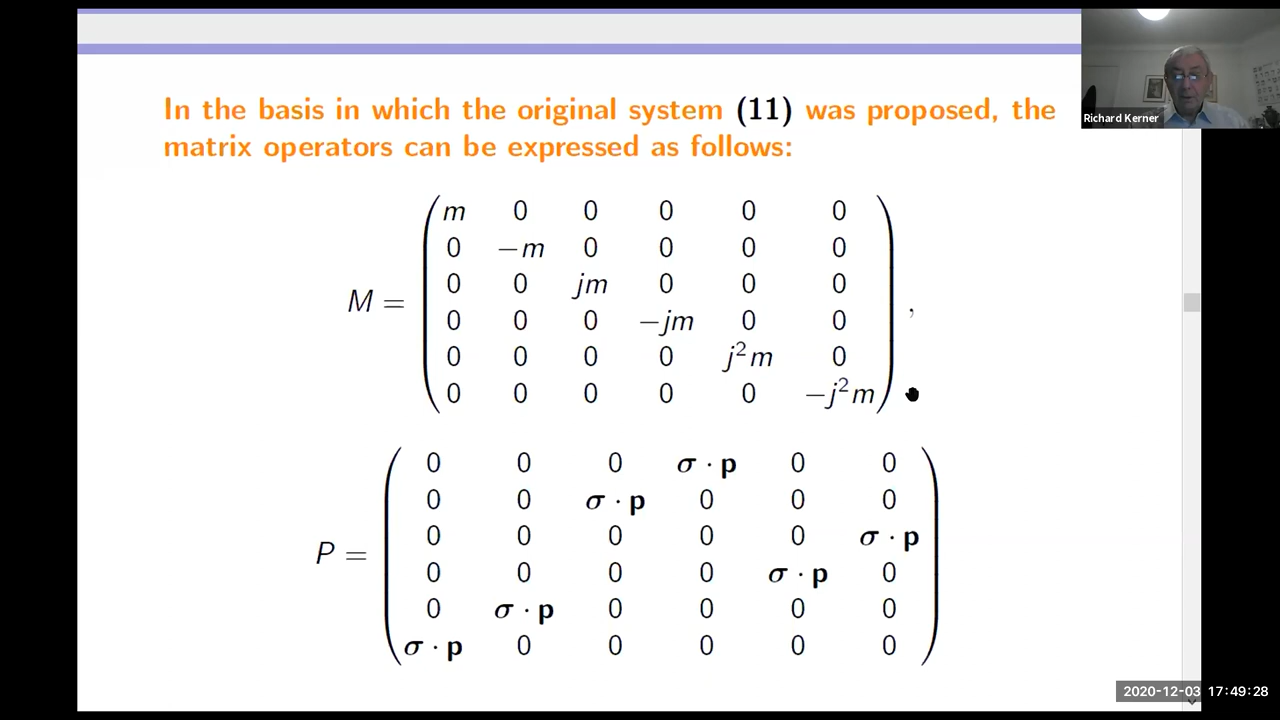 In the basis in which the original system (11) was proposed, the
matrix operators can be expressed as follows:
Richard Kerner
m 0 0 0 0 0
0 −m 0 0 0 0
0 0 jm 0 0 0
M = 0 0 0 −jm 0 0 ,
0 0 0 0 j²m 0
0 0 0 0 0 −j²m
0 0 0 σ · p 0 0
0 0 σ · p 0 0 0
0 0 0 0 0 σ · p
P = 0 0 0 0 σ · p 0
0 σ · p 0 0 0 0
σ · p 0 0 0 0 0
2020-12-03 17:49:28